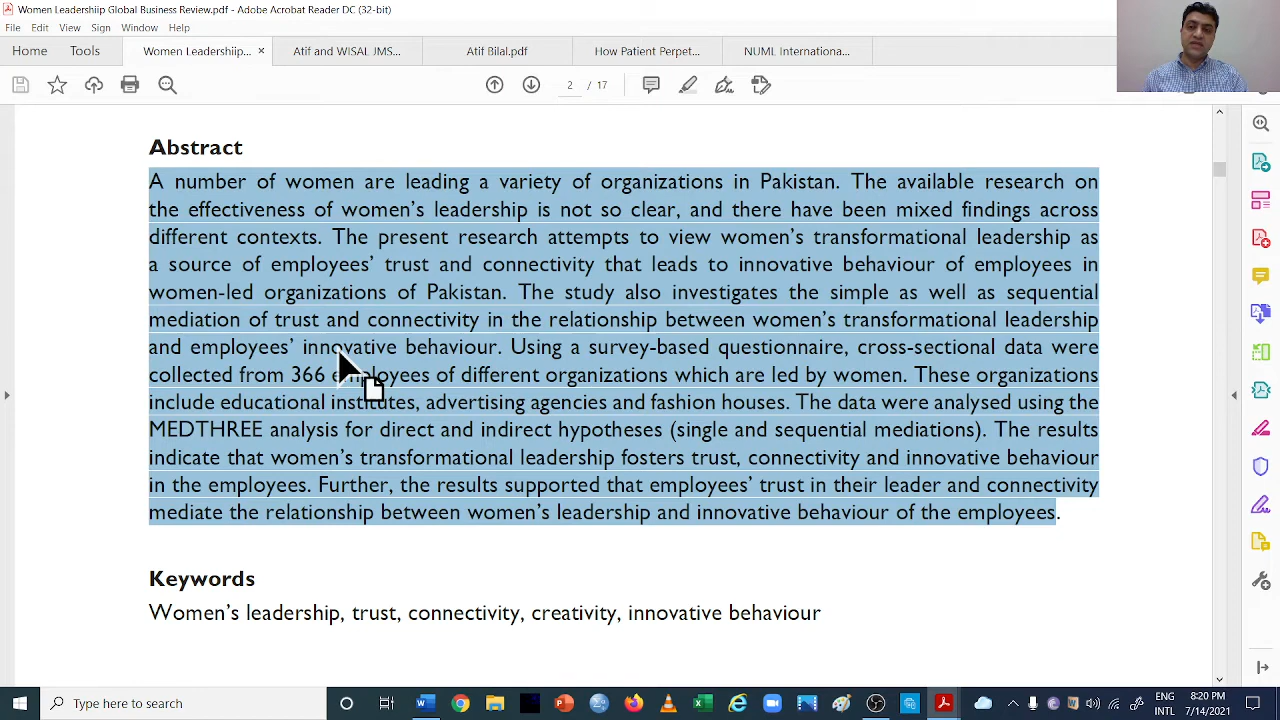 Women Leadership Global Business Review.pdf - Adobe Acrobat Reader DC (32-bit)
File Edit View Sign Window Help
Home Tools Women Leadershiip... × Atif and WISAL JMS... Atif Bilal.pdf How Patient Perpet... NUML Internationa...
2 / 17
Abstract
A number of women are leading a variety of organizations in Pakistan. The available research on
the effectiveness of women's leadership is not so clear, and there have been mixed findings across
different contexts. The present research attempts to view women's transformational leadership as
a source of employees' trust and connectivity that leads to innovative behaviour of employees in
women-led organizations of Pakistan. The study also investigates the simple as well as sequential
mediation of trust and connectivity in the relationship between women's transformational leadership
and employees' innovative behaviour. Using a survey-based questionnaire, cross-sectional data were
collected from 366 employees of different organizations which are led by women. These organizations
include educational institutes, advertising agencies and fashion houses. The data were analysed using the
MEDTHREE analysis for direct and indirect hypotheses (single and sequential mediations). The results
indicate that women's transformational leadership fosters trust, connectivity and innovative behaviour
in the employees. Further, the results supported that employees' trust in their leader and connectivity
mediate the relationship between women's leadership and innovative behaviour of the employees.
Keywords
Women's leadership, trust, connectivity, creativity, innovative behaviour
Type here to search
ENG 8:20 PM
INTL 7/14/2021